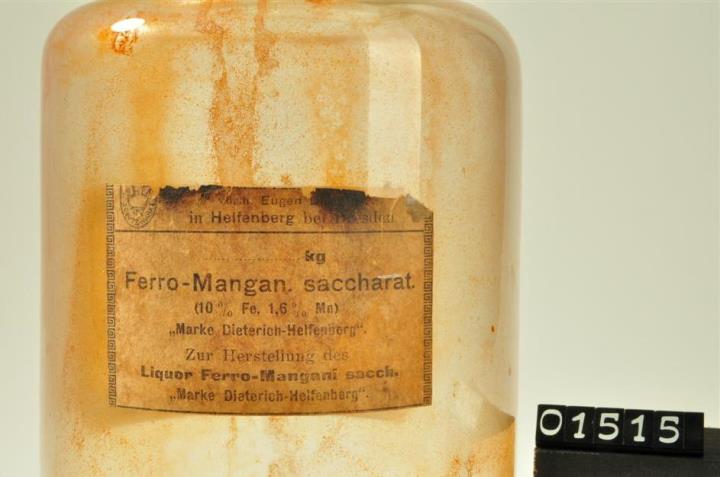 vorm. Eugen
in Helfenberg bei Dresden
kg
Ferro-Mangan. saccharat.
(10 % Fe, 1,6 % Mn)
„Marke Dieterich-Helfenberg“.
Zur Herstellung des
Liquor Ferro-Mangani sacch.
„Marke Dieterich-Helfenberg“.
01515